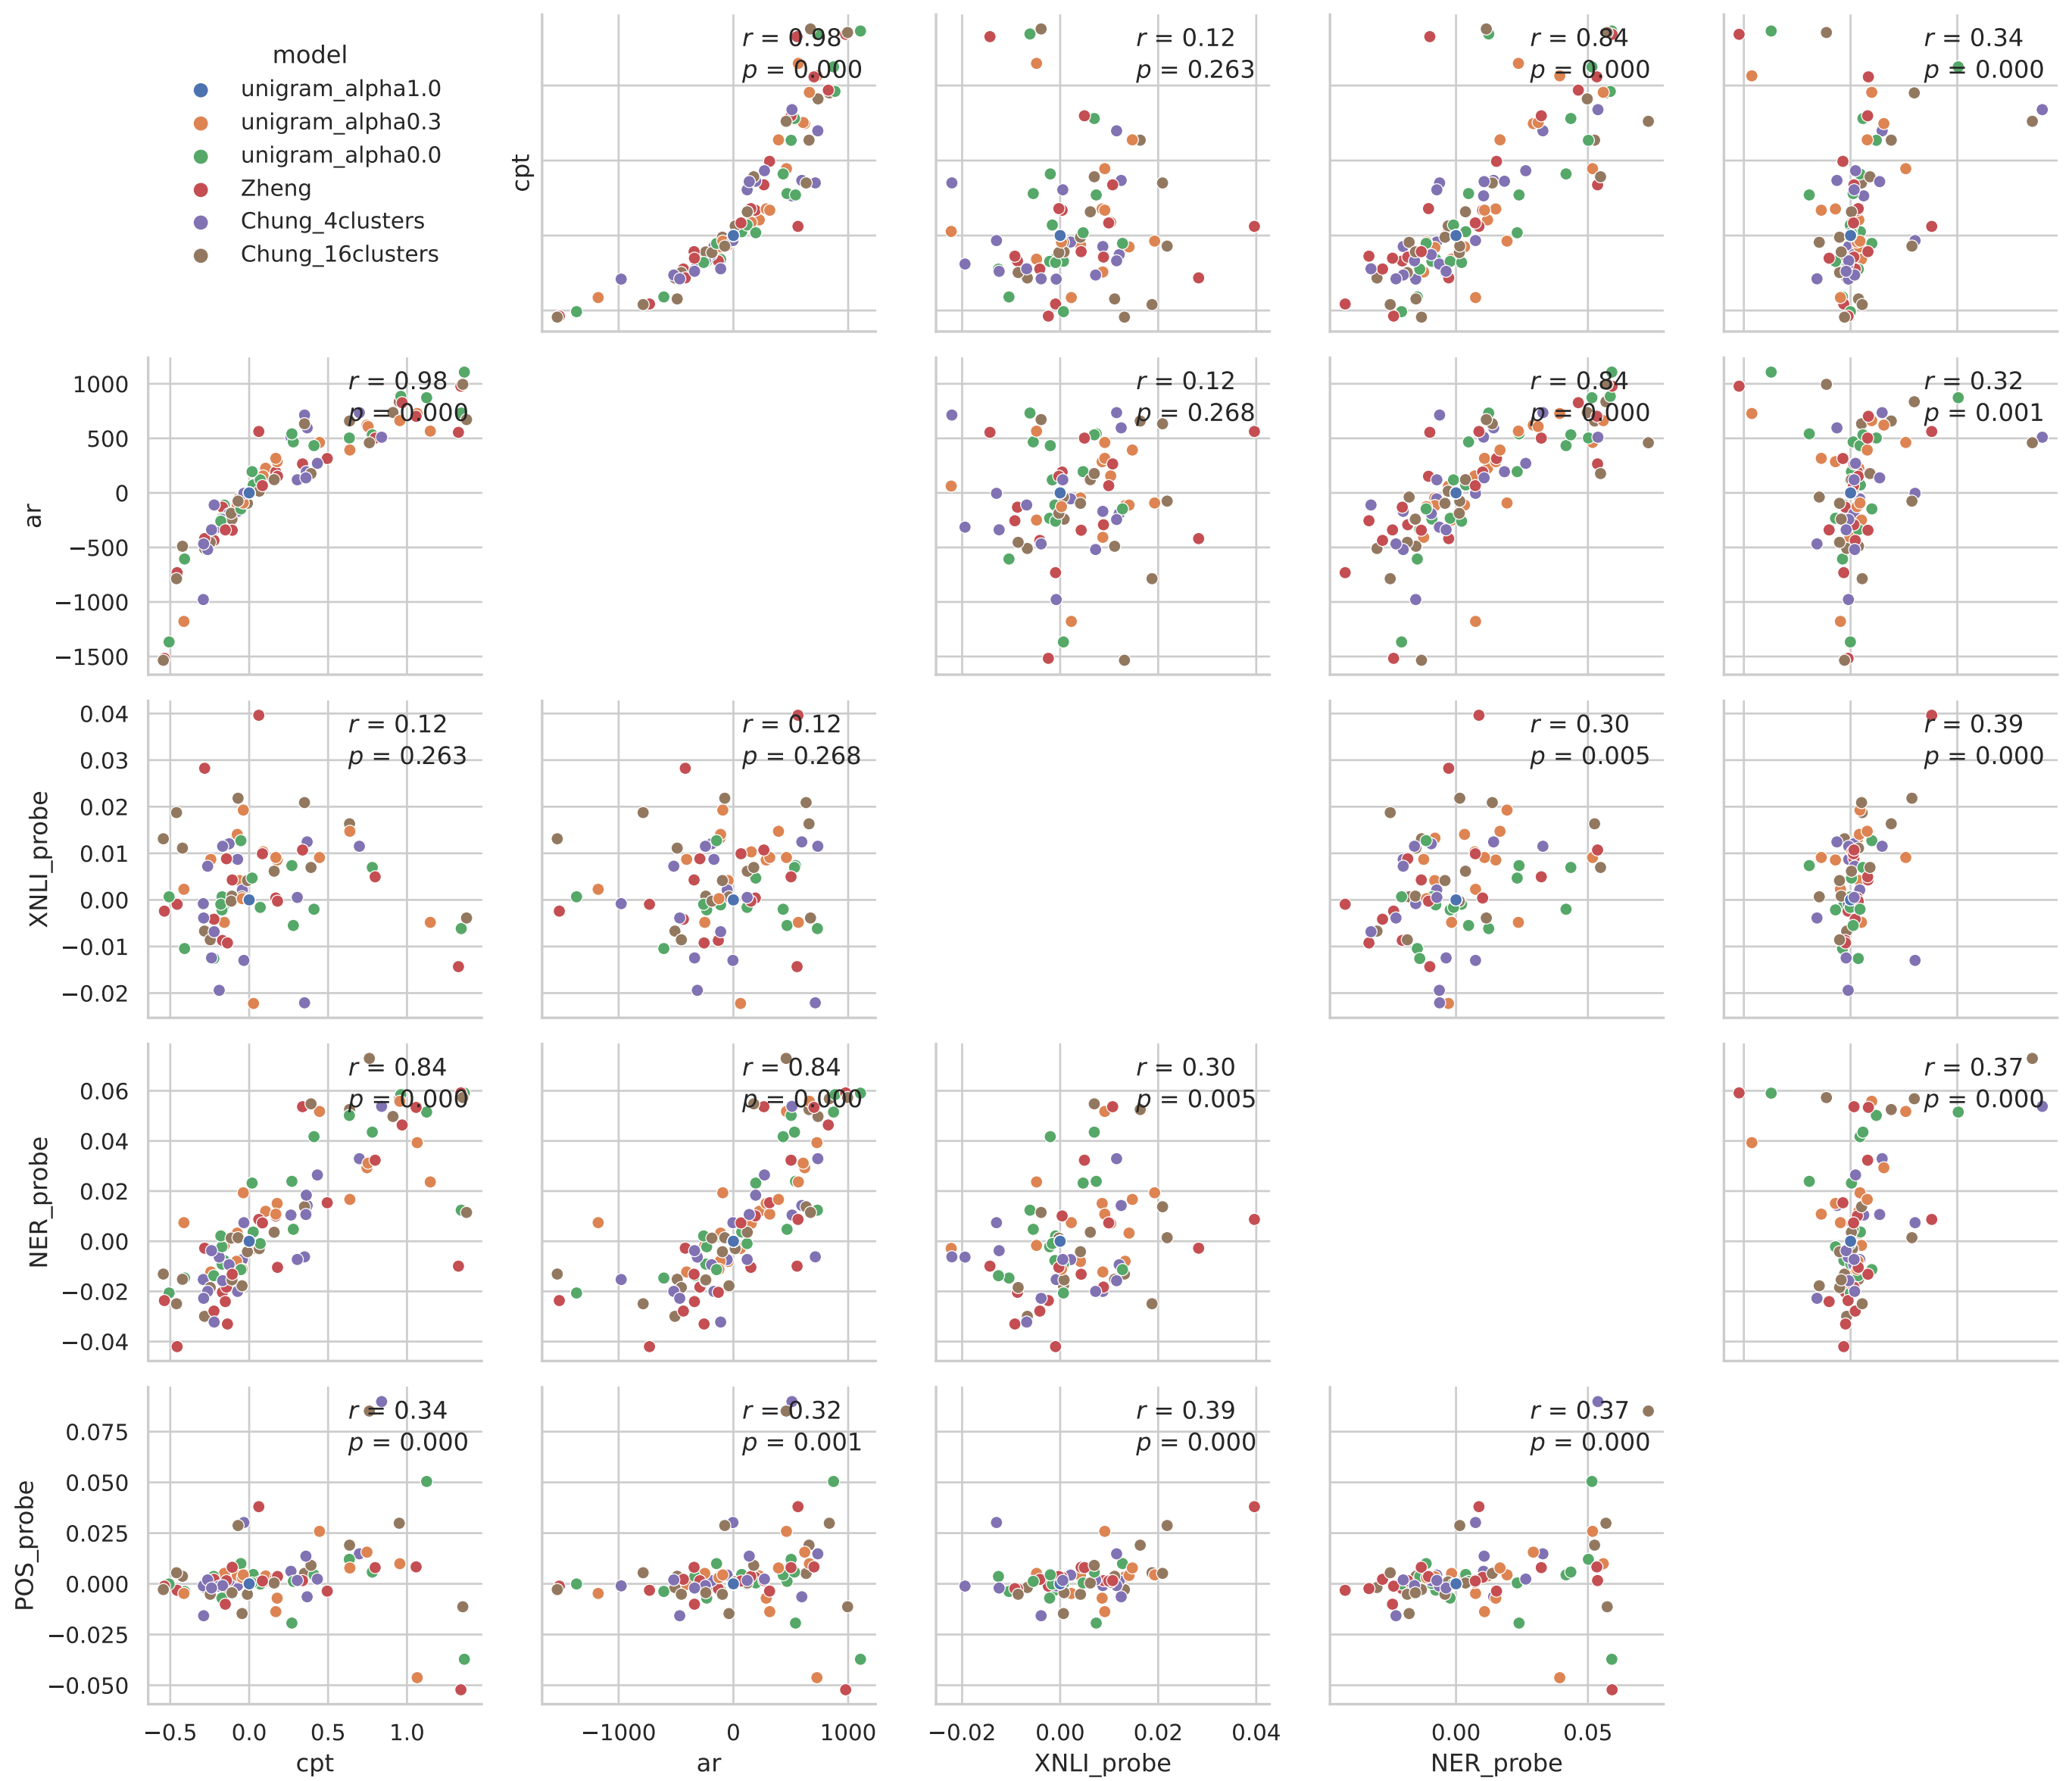 model
unigram_alpha1.0
unigram_alpha0.3
unigram_alpha0.0
Zheng
Chung_4clusters
Chung_16clusters
cpt
r = 0.98
p = 0.000
r = 0.12
p = 0.263
r = 0.84
p = 0.000
r = 0.34
p = 0.000
ar
1000
500
0
−500
−1000
−1500
r = 0.98
p = 0.000
r = 0.12
p = 0.268
r = 0.84
p = 0.000
r = 0.32
p = 0.001
XNLI_probe
0.04
0.03
0.02
0.01
0.00
−0.01
−0.02
r = 0.12
p = 0.263
r = 0.12
p = 0.268
r = 0.30
p = 0.005
r = 0.39
p = 0.000
NER_probe
0.06
0.04
0.02
0.00
−0.02
−0.04
r = 0.84
p = 0.000
r = 0.84
p = 0.000
r = 0.30
p = 0.005
r = 0.37
p = 0.000
POS_probe
0.075
0.050
0.025
0.000
−0.025
−0.050
r = 0.34
p = 0.000
r = 0.32
p = 0.001
r = 0.39
p = 0.000
r = 0.37
p = 0.000
−0.5 0.0 0.5 1.0
cpt
−1000 0 1000
ar
−0.02 0.00 0.02 0.04
XNLI_probe
0.00 0.05
NER_probe